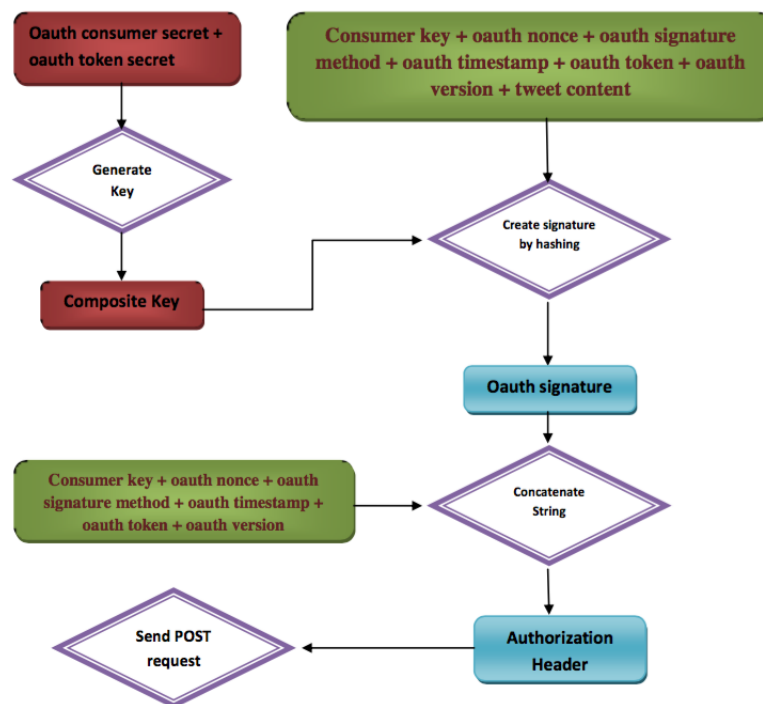 Oauth consumer secret +
oauth token secret
Consumer key + oauth nonce + oauth signature
method + oauth timestamp + oauth token + oauth
version + tweet content
Generate
Key
Create signature
by hashing
Composite Key
Oauth signature
Consumer key + oauth nonce + oauth
signature method + oauth timestamp +
oauth token + oauth version
Concatenate
String
Authorization
Header
Send POST
request